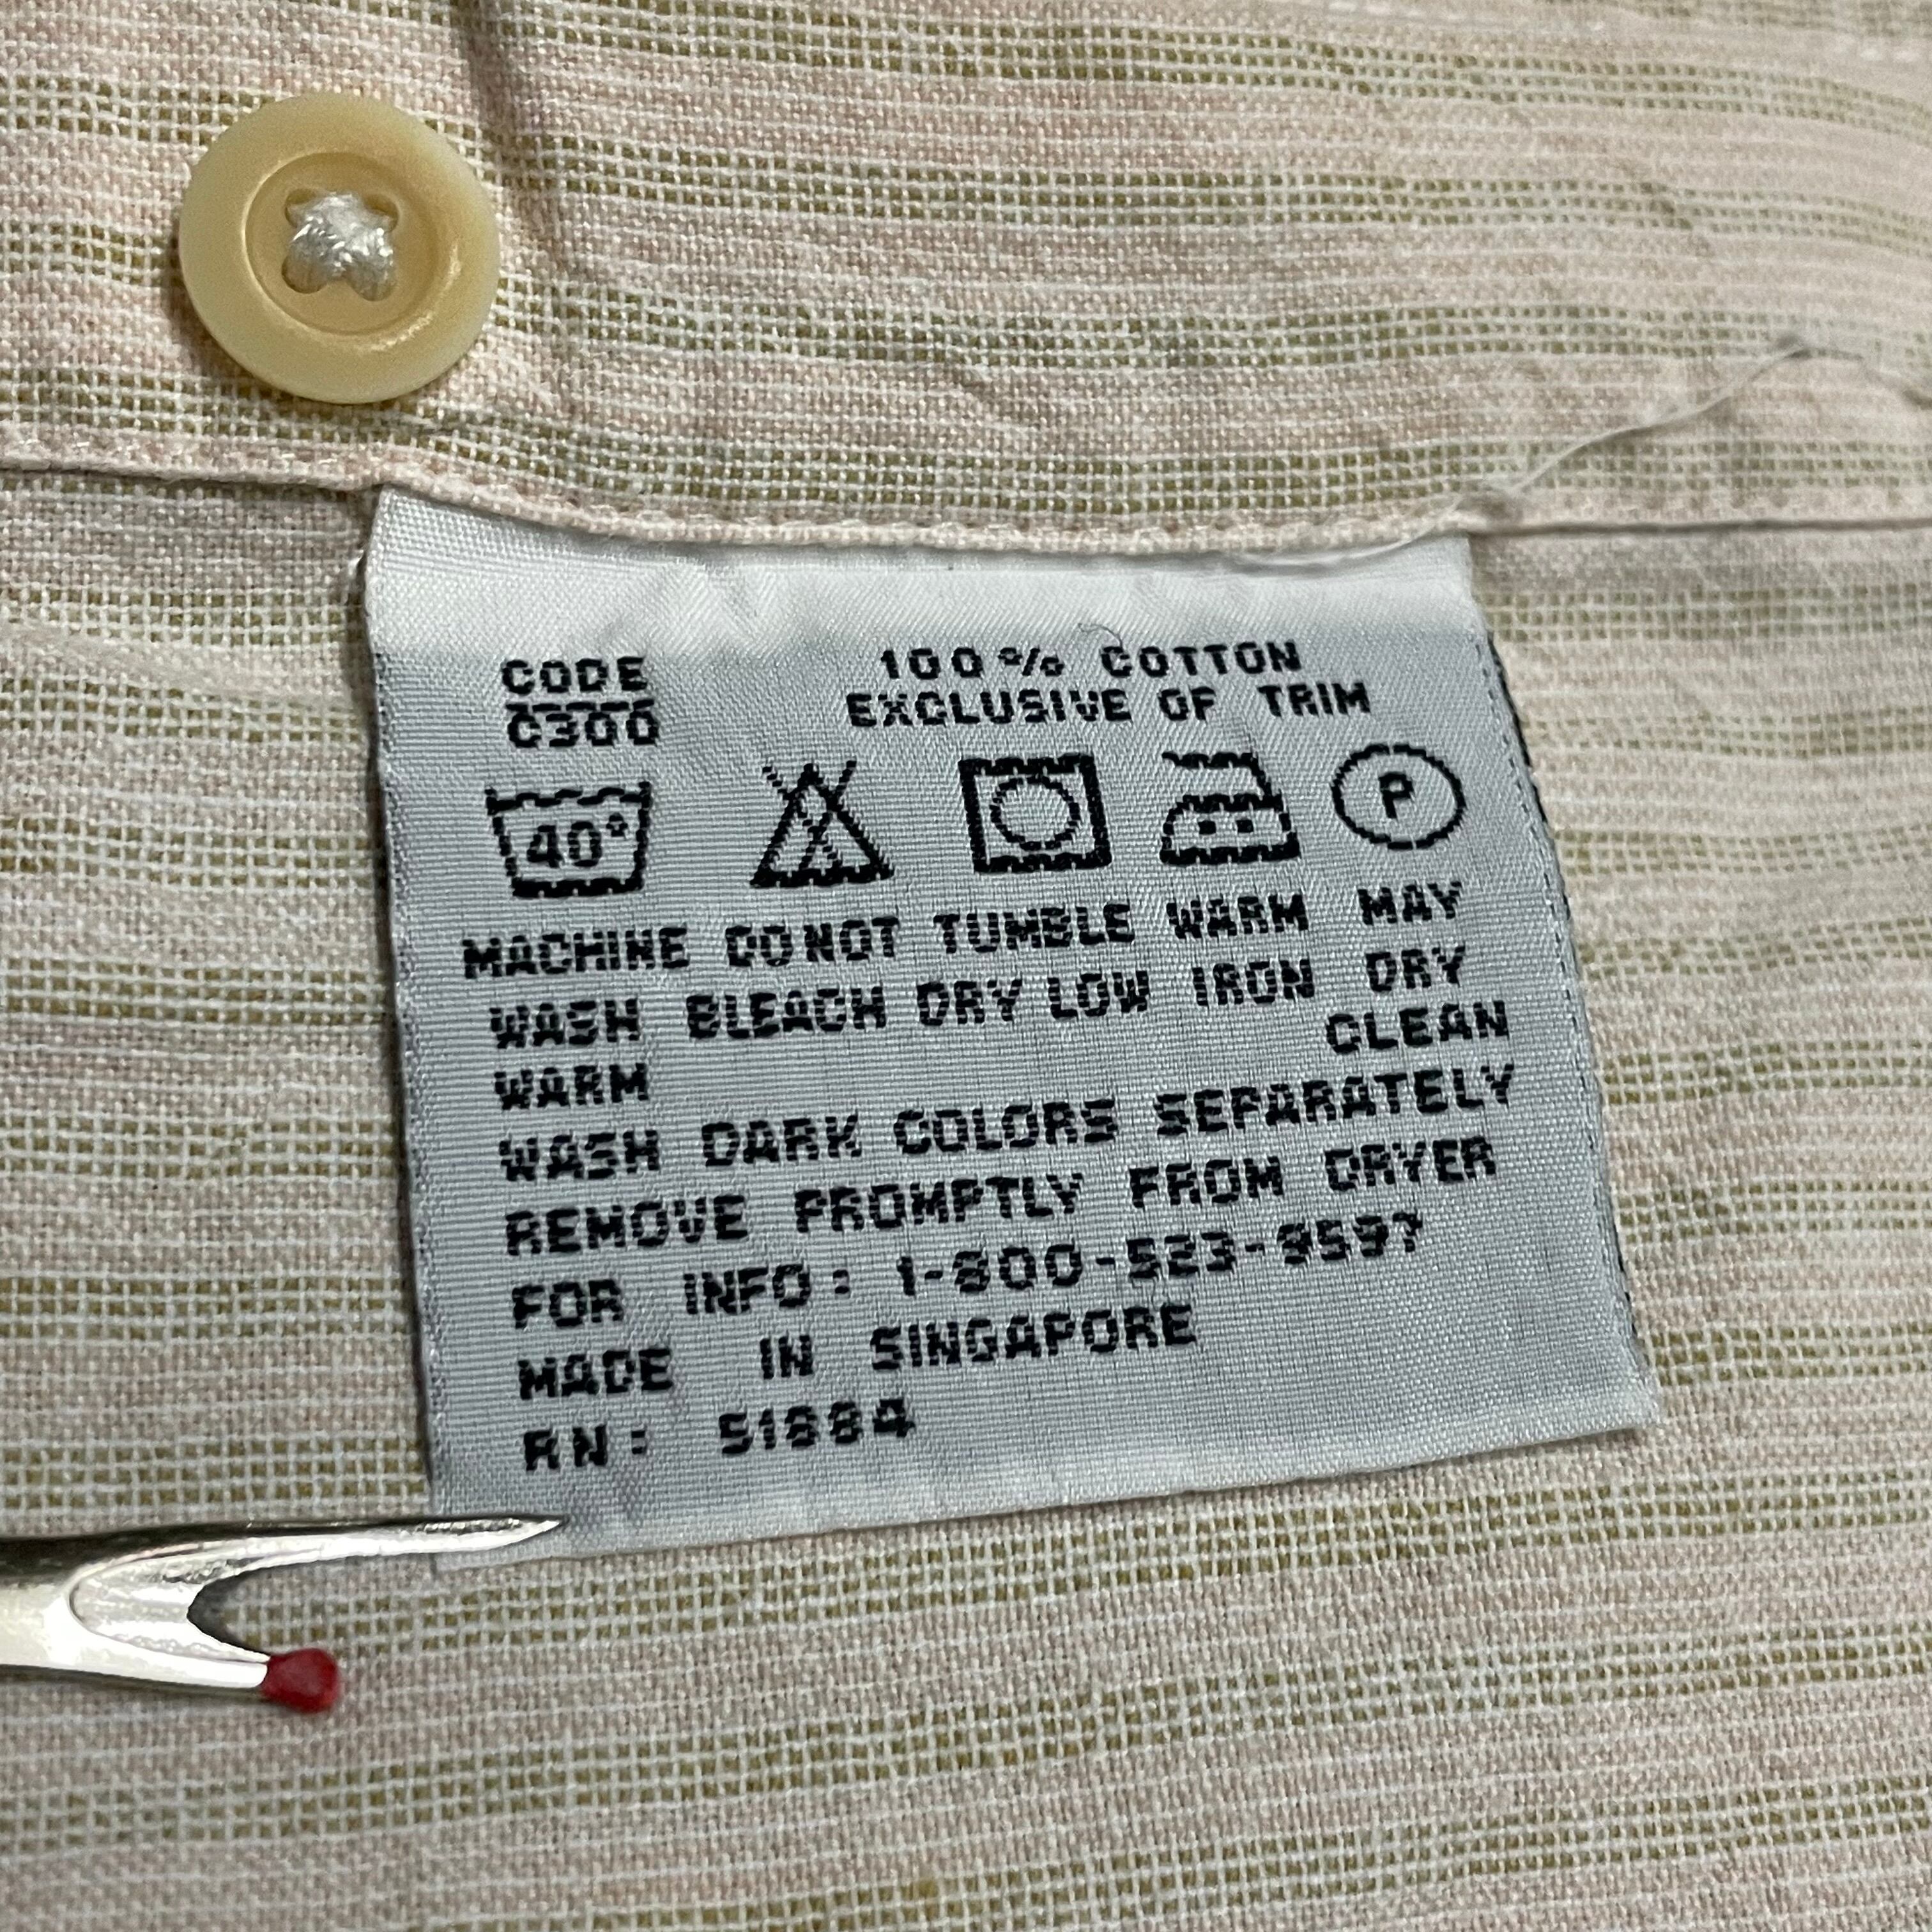 CODE
C300
100% COTTON
EXCLUSIVE OF TRIM
40°
P
MACHINE DO NOT TUMBLE WARM MAY
WASH BLEACH DRY LOW IRON DRY
WARM CLEAN
WASH DARK COLORS SEPARATELY
REMOVE PROMPTLY FROM DRYER
FOR INFO: 1-800-523-9597
MADE IN SINGAPORE
RN: 51884